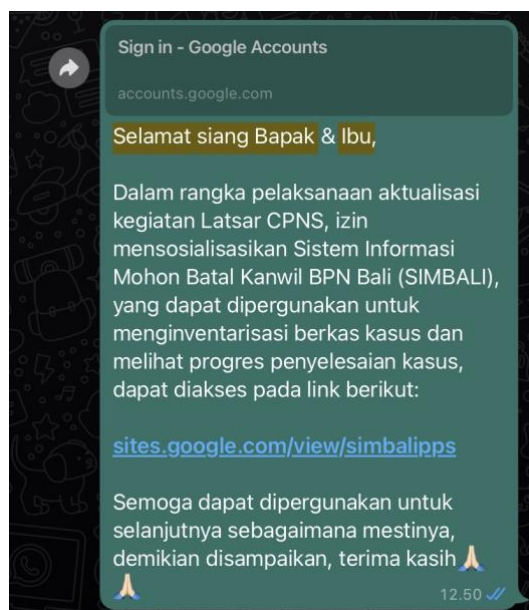 Sign in - Google Accounts
accounts.google.com
Selamat siang Bapak & Ibu,
Dalam rangka pelaksanaan aktualisasi
kegiatan Latsar CPNS, izin
mensosialisasikan Sistem Informasi
Mohon Batal Kanwil BPN Bali (SIMBALI),
yang dapat dipergunakan untuk
menginventarisasi berkas kasus dan
melihat progres penyelesaian kasus,
dapat diakses pada link berikut:
sites.google.com/view/simbalipps
Semoga dapat dipergunakan untuk
selanjutnya sebagaimana mestinya,
demikian disampaikan, terima kasih🙏🏻
🙏🏻
12.50